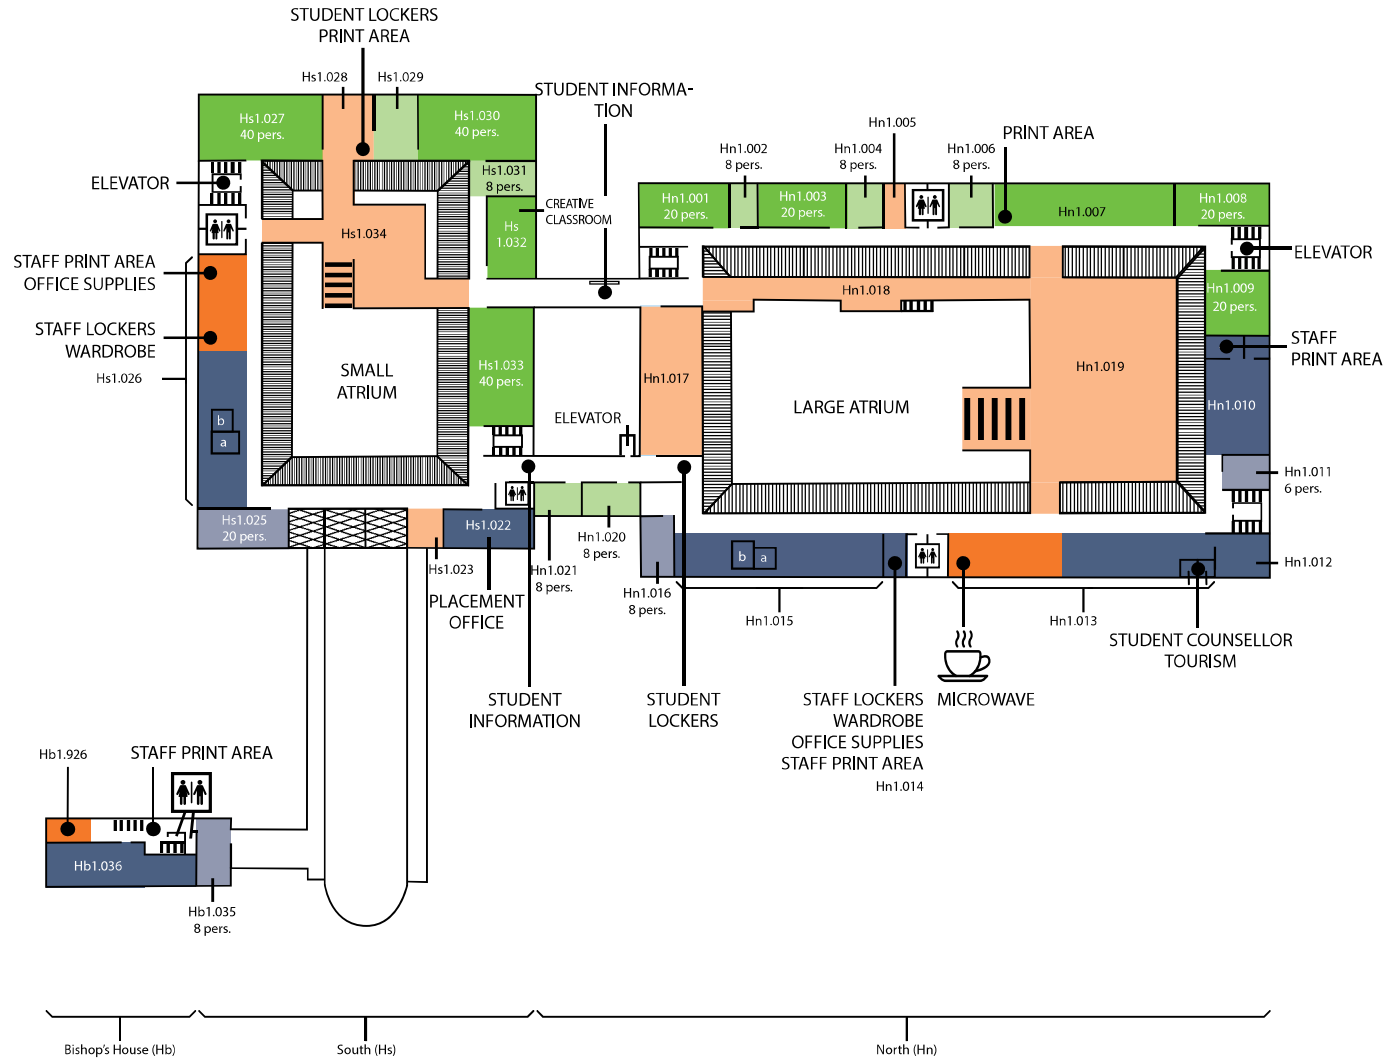 STUDENT LOCKERS
PRINT AREA
Hs1.028
Hs1.029
STUDENT INFORMA-
TION
Hs1.027
40 pers.
Hs1.030
40 pers.
Hn1.005
PRINT AREA
Hn1.002
8 pers.
Hn1.004
8 pers.
Hn1.006
8 pers.
ELEVATOR
Hs1.031
8 pers.
CREATIVE
CLASSROOM
Hn1.001
20 pers.
Hn1.003
20 pers.
Hn1.007
Hn1.008
20 pers.
Hs
1.032
Hs1.034
ELEVATOR
STAFF PRINT AREA
OFFICE SUPPLIES
Hn1.018
Hn1.009
20 pers.
STAFF LOCKERS
WARDROBE
Hs1.026
STAFF
PRINT AREA
SMALL
ATRIUM
Hs1.033
40 pers.
Hn1.017
Hn1.019
LARGE ATRIUM
Hn1.010
ELEVATOR
b
a
Hn1.011
6 pers.
Hs1.025
20 pers.
Hs1.022
Hn1.020
8 pers.
b
a
Hs1.023
Hn1.021
8 pers.
Hn1.012
Hn1.016
8 pers.
PLACEMENT
OFFICE
Hn1.015
Hn1.013
STUDENT COUNSELLOR
TOURISM
STUDENT
INFORMATION
STUDENT
LOCKERS
STAFF LOCKERS
WARDROBE
OFFICE SUPPLIES
STAFF PRINT AREA
Hn1.014
MICROWAVE
Hb1.926
STAFF PRINT AREA
Hb1.036
Hb1.035
8 pers.
Bishop's House (Hb)
South (Hs)
North (Hn)